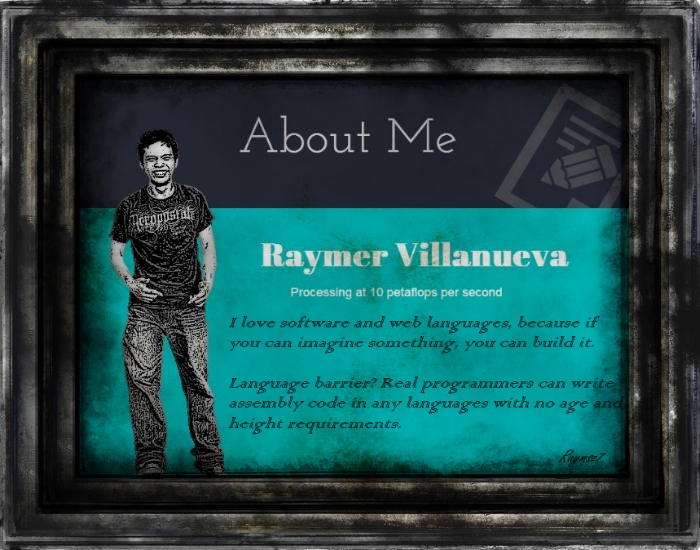 About Me
Aeropostale
Raymer Villanueva
Processing at 10 petaflops per second
I love software and web languages, because if
you can imagine something, you can build it.
Language barrier? Real programmers can write
assembly code in any languages with no age and
height requirements.